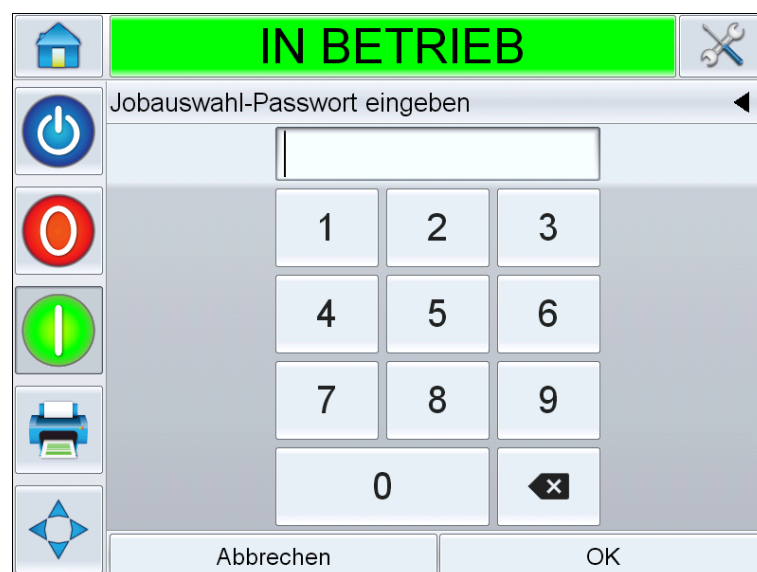 IN BETRIEB
Jobauswahl-Passwort eingeben
1 2 3
4 5 6
7 8 9
0
Abbrechen OK